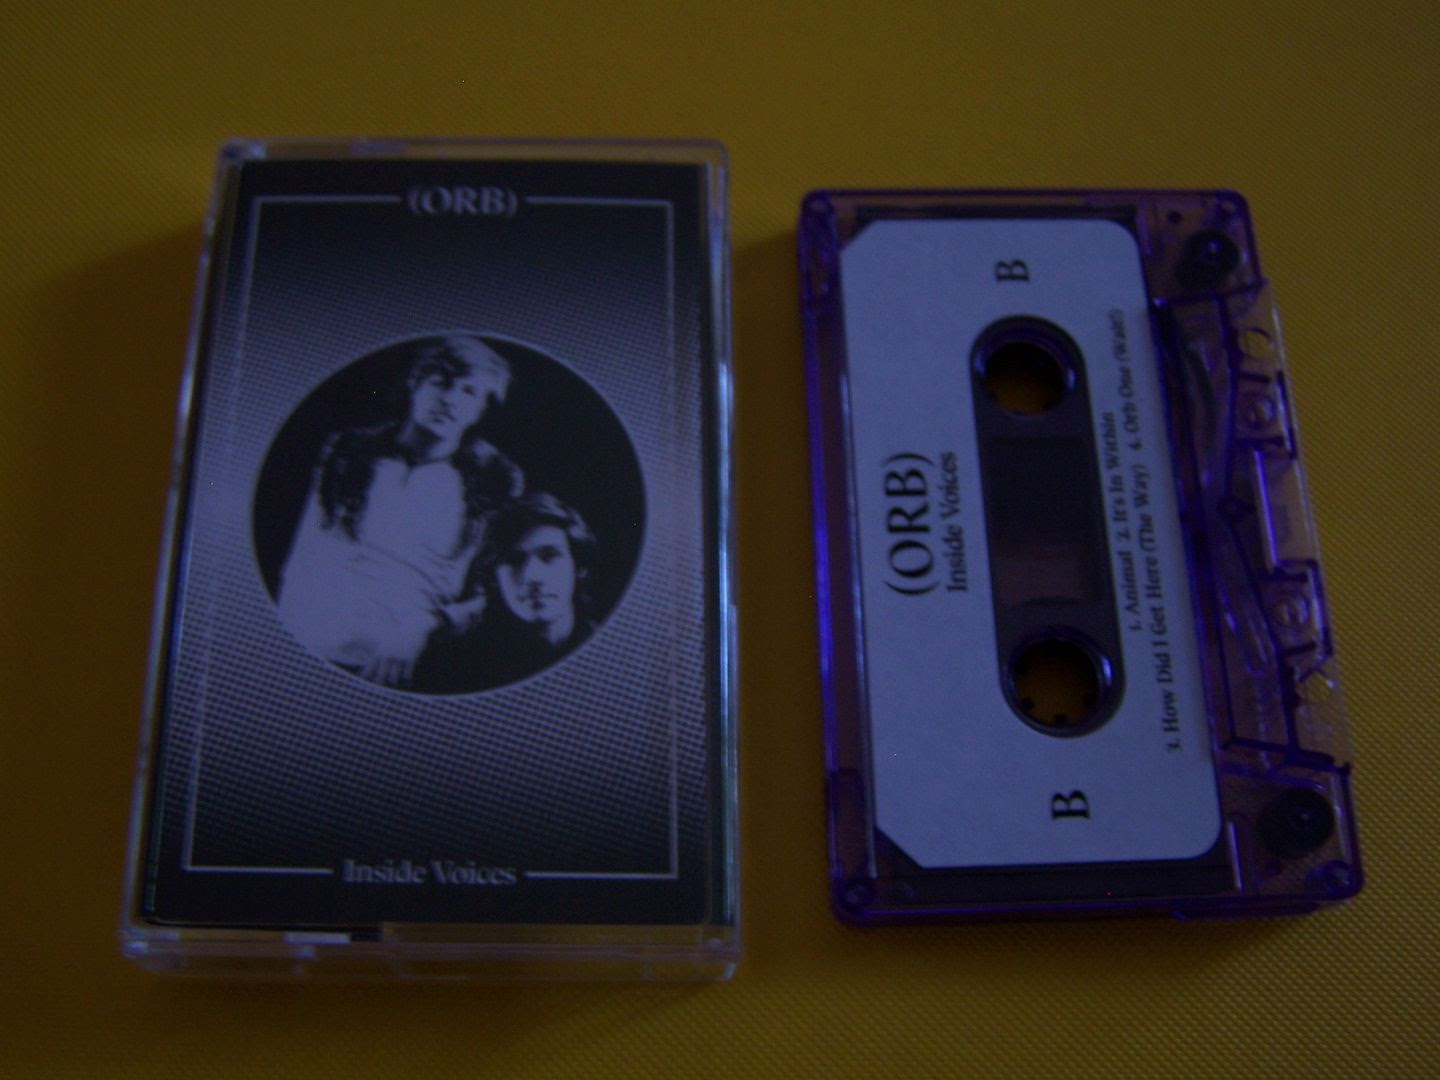 (ORB)
Inside Voices
B
(ORB)
Inside Voices
1. Animal 2. It's In Within
3. How Did I Get Here (The Way) 4. Orb One (Wait!)
B